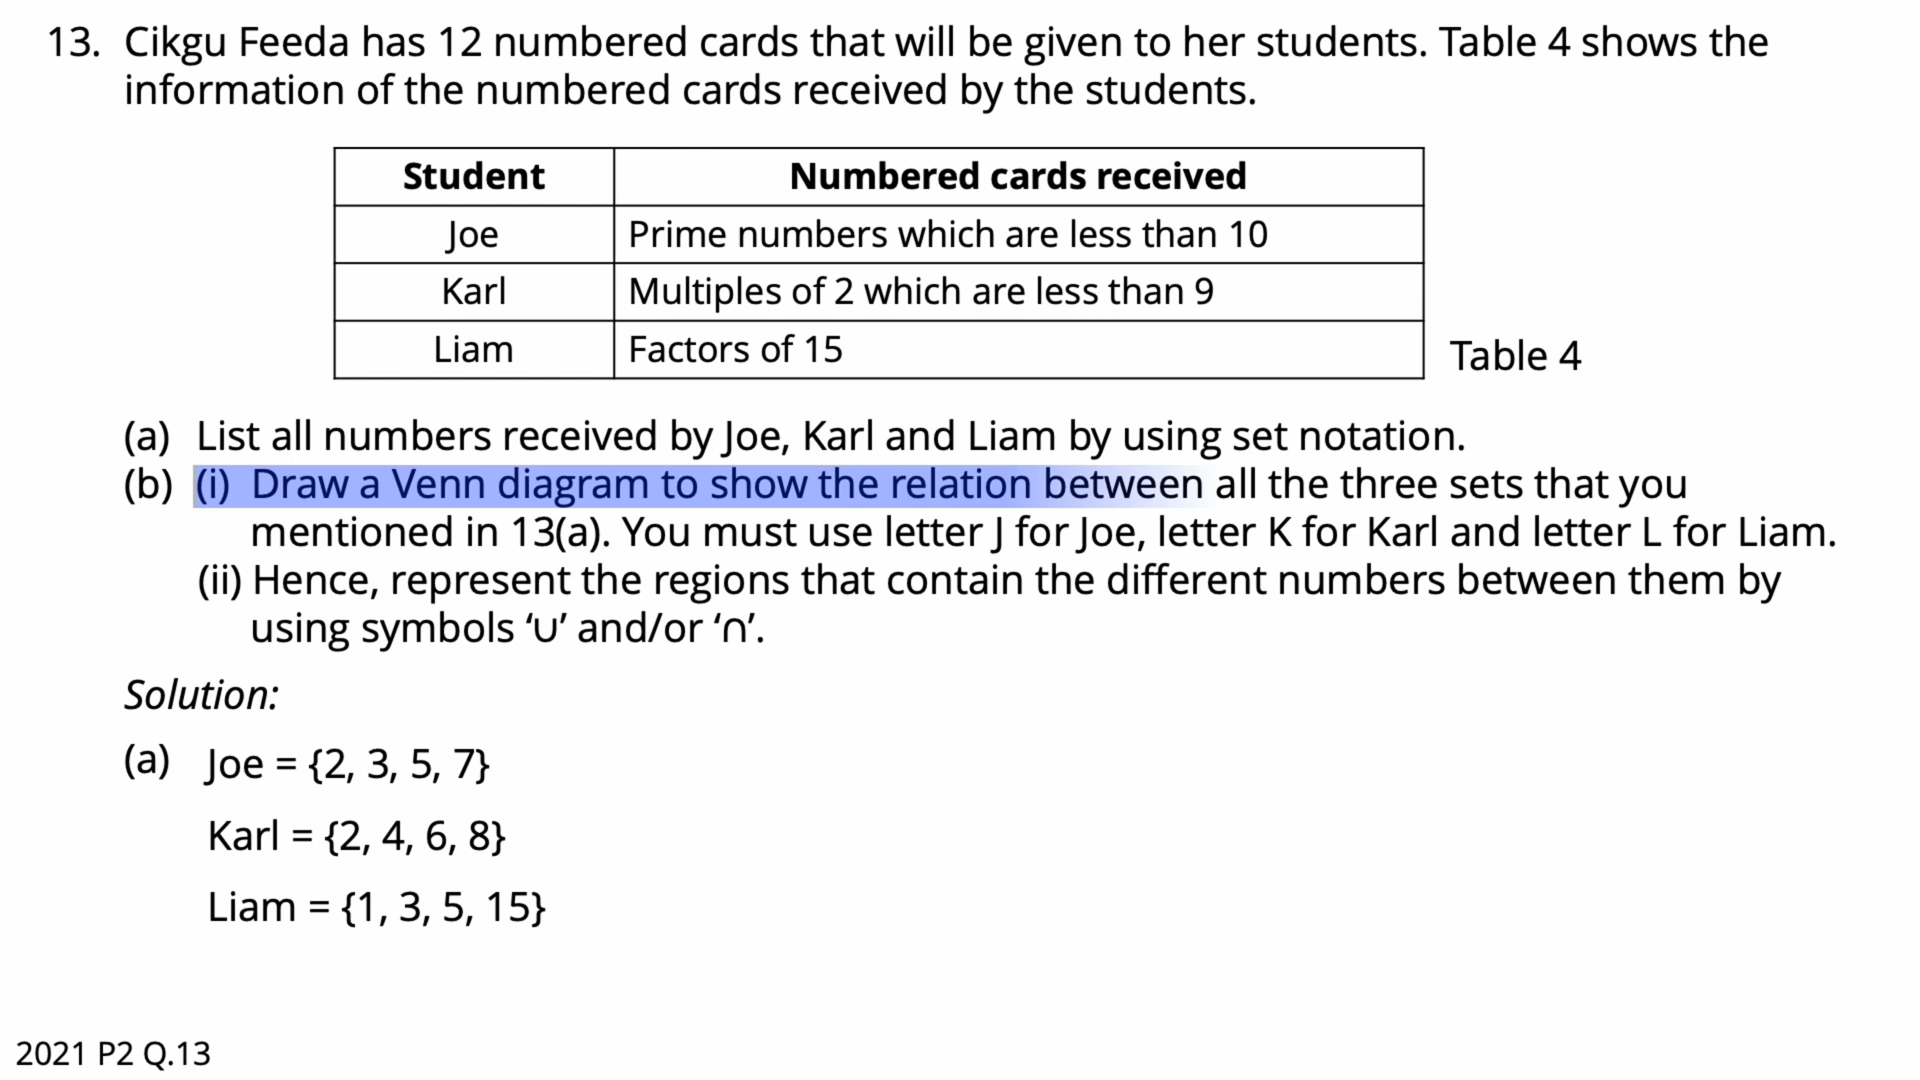 13. Cikgu Feeda has 12 numbered cards that will be given to her students. Table 4 shows the
information of the numbered cards received by the students.
Student Numbered cards received
Joe Prime numbers which are less than 10
Karl Multiples of 2 which are less than 9
Liam Factors of 15
Table 4
(a) List all numbers received by Joe, Karl and Liam by using set notation.
(b) (i) Draw a Venn diagram to show the relation between all the three sets that you
mentioned in 13(a). You must use letter J for Joe, letter K for Karl and letter L for Liam.
(ii) Hence, represent the regions that contain the different numbers between them by
using symbols ‘∪’ and/or ‘∩’.
Solution:
(a) Joe = {2, 3, 5, 7}
Karl = {2, 4, 6, 8}
Liam = {1, 3, 5, 15}
2021 P2 Q.13